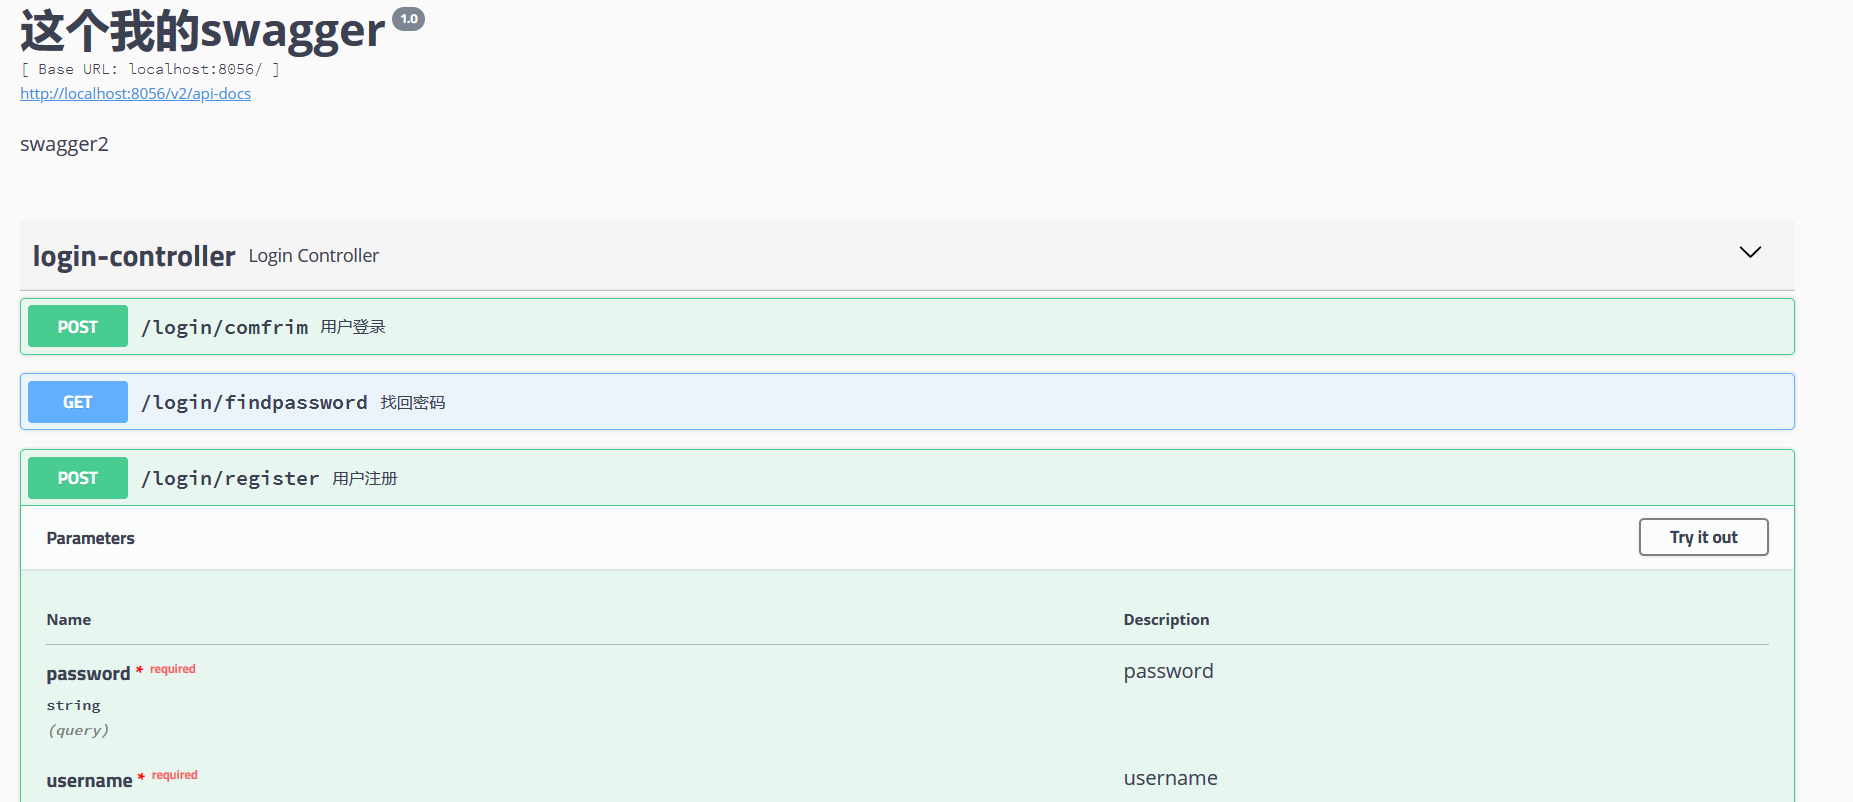 这个我的swagger 1.0
[ Base URL: localhost:8056/ ]
http://localhost:8056/v2/api-docs
swagger2
login-controller Login Controller
POST /login/comfrim 用户登录
GET /login/findpassword 找回密码
POST /login/register 用户注册
Parameters Try it out
Name Description
password * required password
string
(query)
username * required username